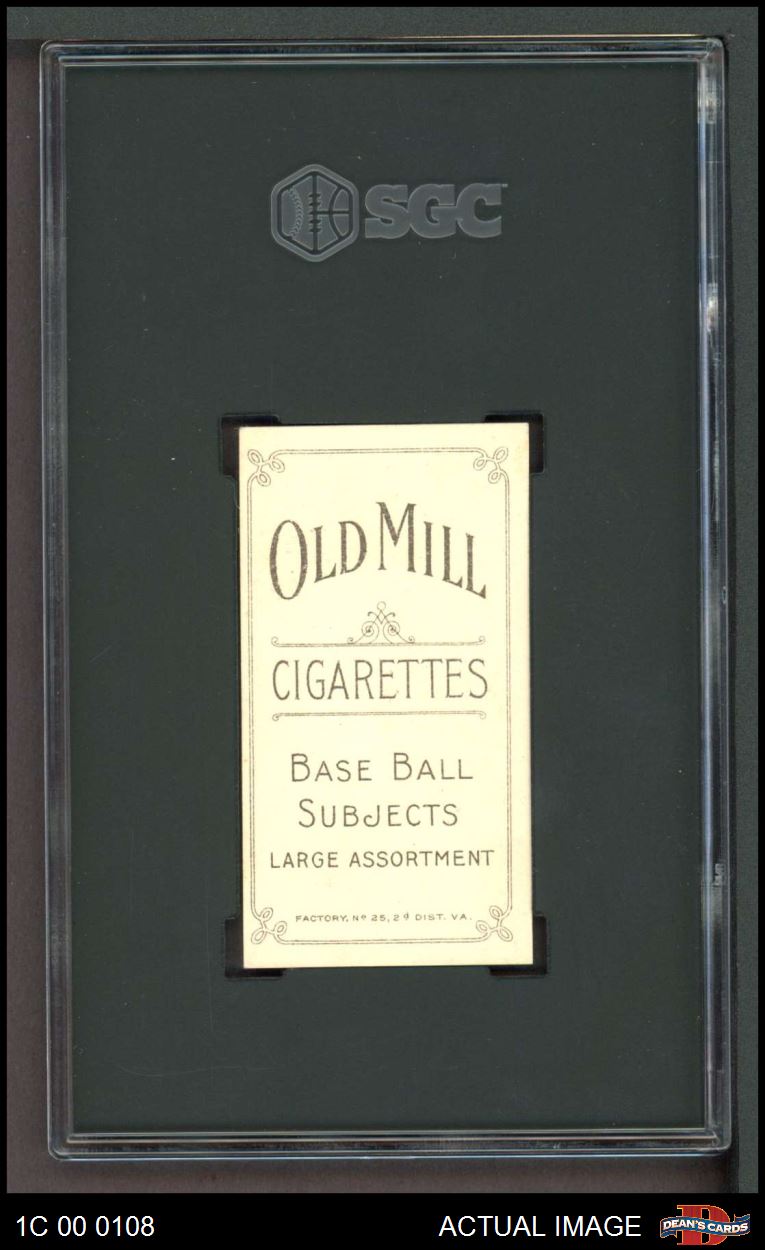 SGC
OLD MILL
CIGARETTES
BASE BALL
SUBJECTS
LARGE ASSORTMENT
FACTORY, Nº 25, 2d DIST. VA.
1C 00 0108
ACTUAL IMAGE
DEAN'S CARDS